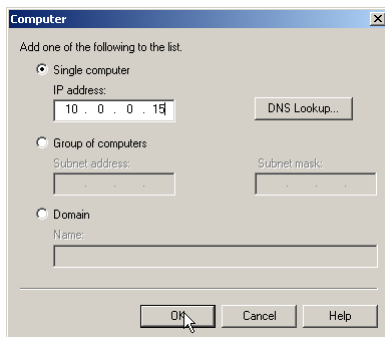 Computer
Add one of the following to the list.
Single computer
IP address:
10 . 0 . 0 . 15
DNS Lookup...
Group of computers
Subnet address: Subnet mask:
. . . . . .
Domain
Name:
OK Cancel Help